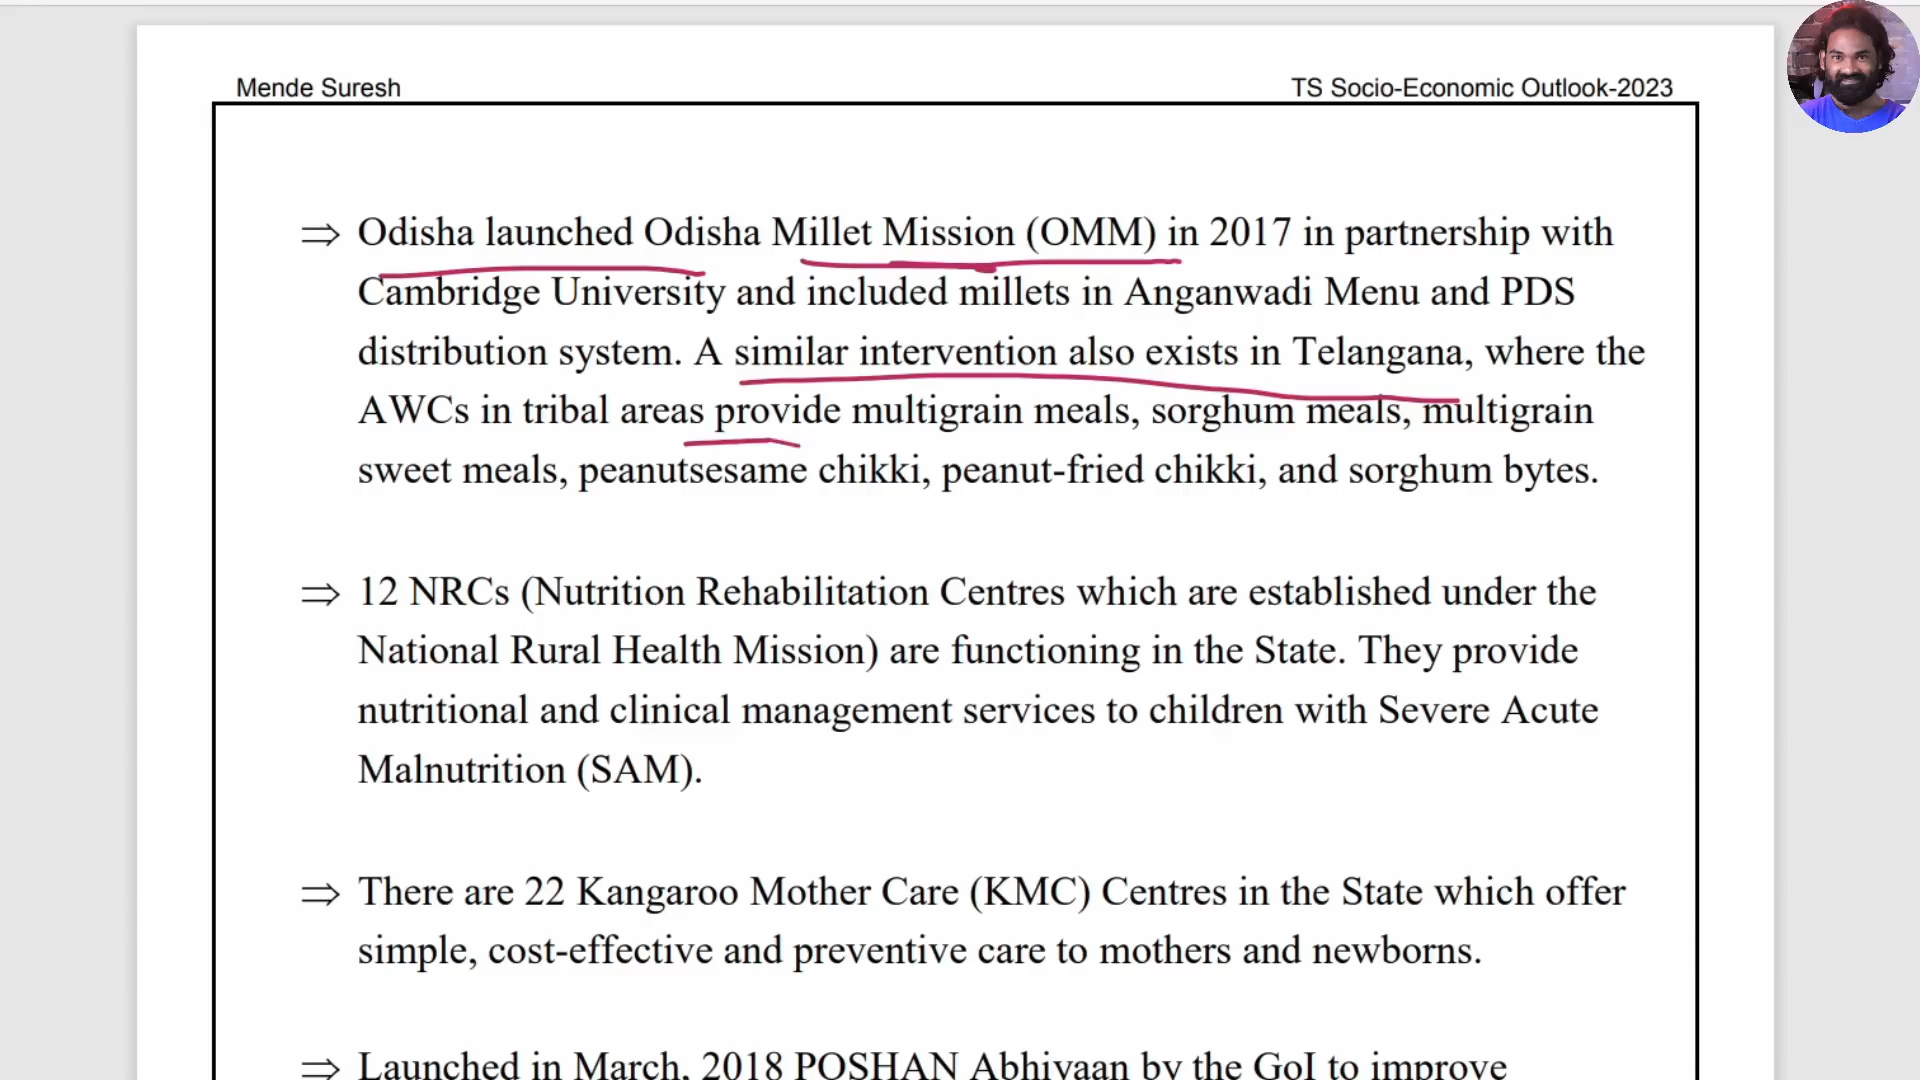 Mende Suresh
TS Socio-Economic Outlook-2023
⇒ Odisha launched Odisha Millet Mission (OMM) in 2017 in partnership with
Cambridge University and included millets in Anganwadi Menu and PDS
distribution system. A similar intervention also exists in Telangana, where the
AWCs in tribal areas provide multigrain meals, sorghum meals, multigrain
sweet meals, peanutsesame chikki, peanut-fried chikki, and sorghum bytes.
⇒ 12 NRCs (Nutrition Rehabilitation Centres which are established under the
National Rural Health Mission) are functioning in the State. They provide
nutritional and clinical management services to children with Severe Acute
Malnutrition (SAM).
⇒ There are 22 Kangaroo Mother Care (KMC) Centres in the State which offer
simple, cost-effective and preventive care to mothers and newborns.
⇒ Launched in March, 2018 POSHAN Abhiyaan by the GoI to improve